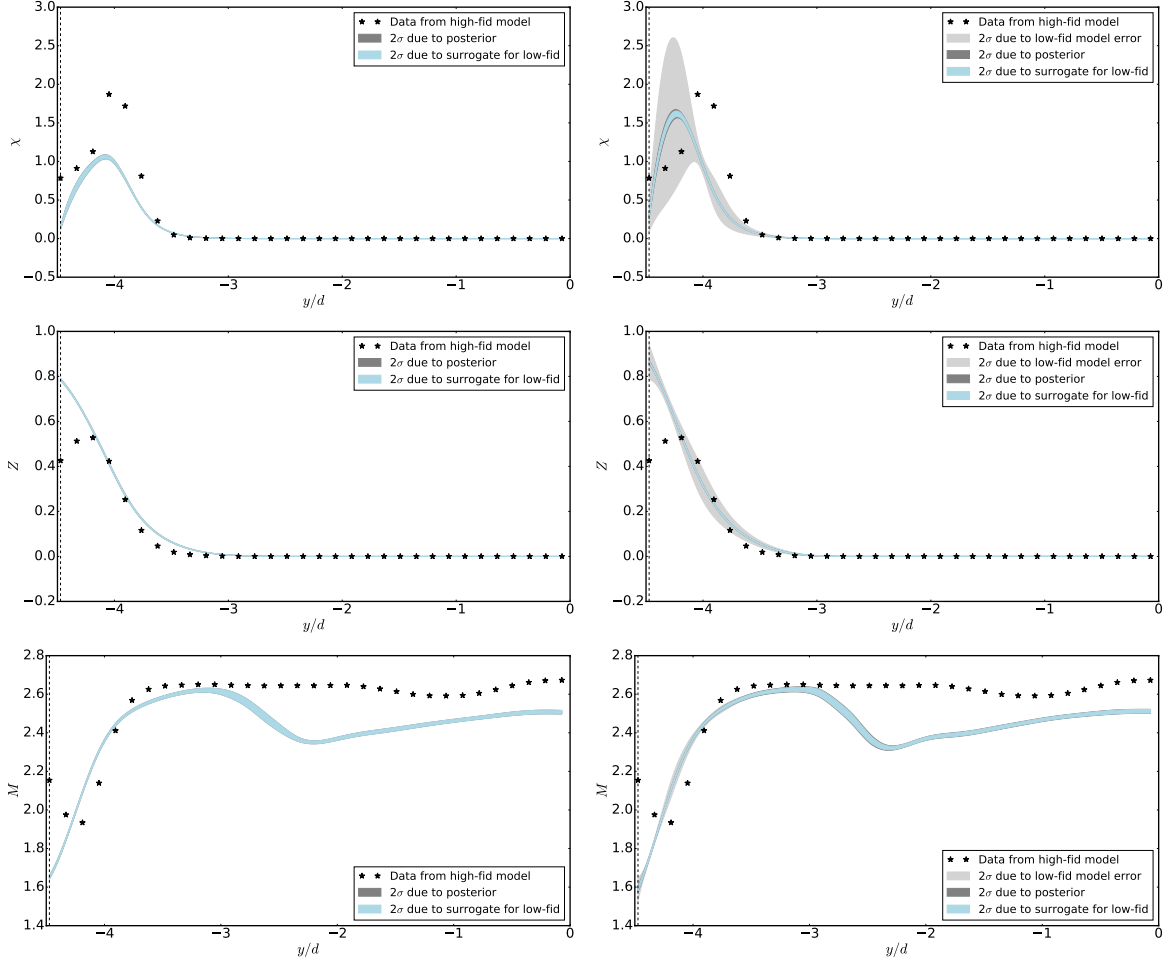 3.0
2.5
2.0
1.5
1.0
0.5
0.0
−0.5
χ
−4
−3
−2
−1
0
y/d
Data from high-fid model
2σ due to posterior
2σ due to surrogate for low-fid
3.0
2.5
2.0
1.5
1.0
0.5
0.0
−0.5
χ
−4
−3
−2
−1
0
y/d
Data from high-fid model
2σ due to low-fid model error
2σ due to posterior
2σ due to surrogate for low-fid
1.0
0.8
0.6
0.4
0.2
0.0
−0.2
Z
−4
−3
−2
−1
0
y/d
Data from high-fid model
2σ due to posterior
2σ due to surrogate for low-fid
1.0
0.8
0.6
0.4
0.2
0.0
−0.2
Z
−4
−3
−2
−1
0
y/d
Data from high-fid model
2σ due to low-fid model error
2σ due to posterior
2σ due to surrogate for low-fid
2.8
2.6
2.4
2.2
2.0
1.8
1.6
1.4
M
−4
−3
−2
−1
0
y/d
Data from high-fid model
2σ due to posterior
2σ due to surrogate for low-fid
2.8
2.6
2.4
2.2
2.0
1.8
1.6
1.4
M
−4
−3
−2
−1
0
y/d
Data from high-fid model
2σ due to low-fid model error
2σ due to posterior
2σ due to surrogate for low-fid